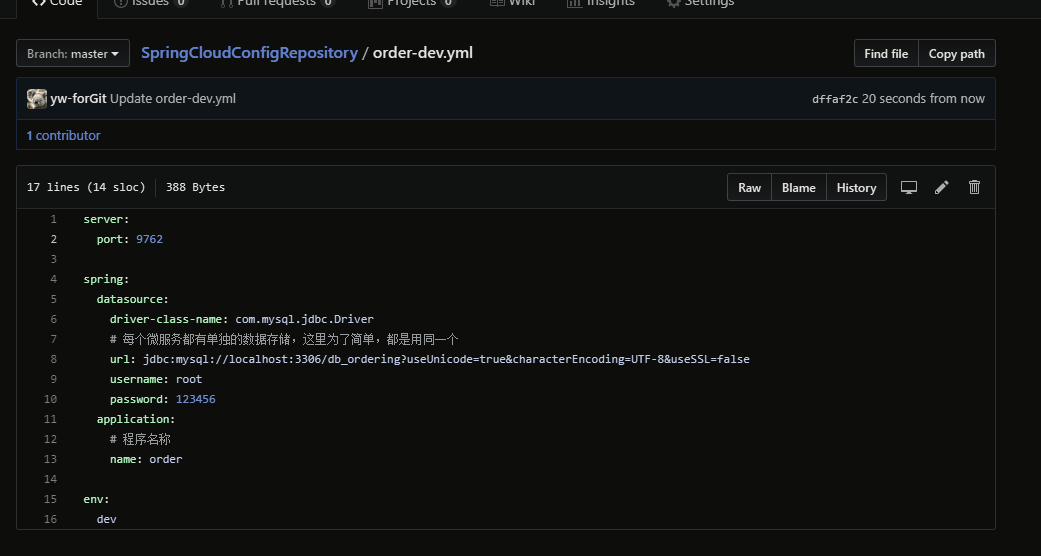 Code Issues 0 Pull requests 0 Projects 0 Wiki Insights Settings
Branch: master SpringCloudConfigRepository / order-dev.yml Find file Copy path
yw-forGit Update order-dev.yml dffaf2c 20 seconds from now
1 contributor
17 lines (14 sloc) 388 Bytes Raw Blame History
1 server:
2 port: 9762
3
4 spring:
5 datasource:
6 driver-class-name: com.mysql.jdbc.Driver
7 # 每个微服务都有单独的数据存储，这里为了简单，都是用同一个
8 url: jdbc:mysql://localhost:3306/db_ordering?useUnicode=true&characterEncoding=UTF-8&useSSL=false
9 username: root
10 password: 123456
11 application:
12 # 程序名称
13 name: order
14
15 env:
16 dev